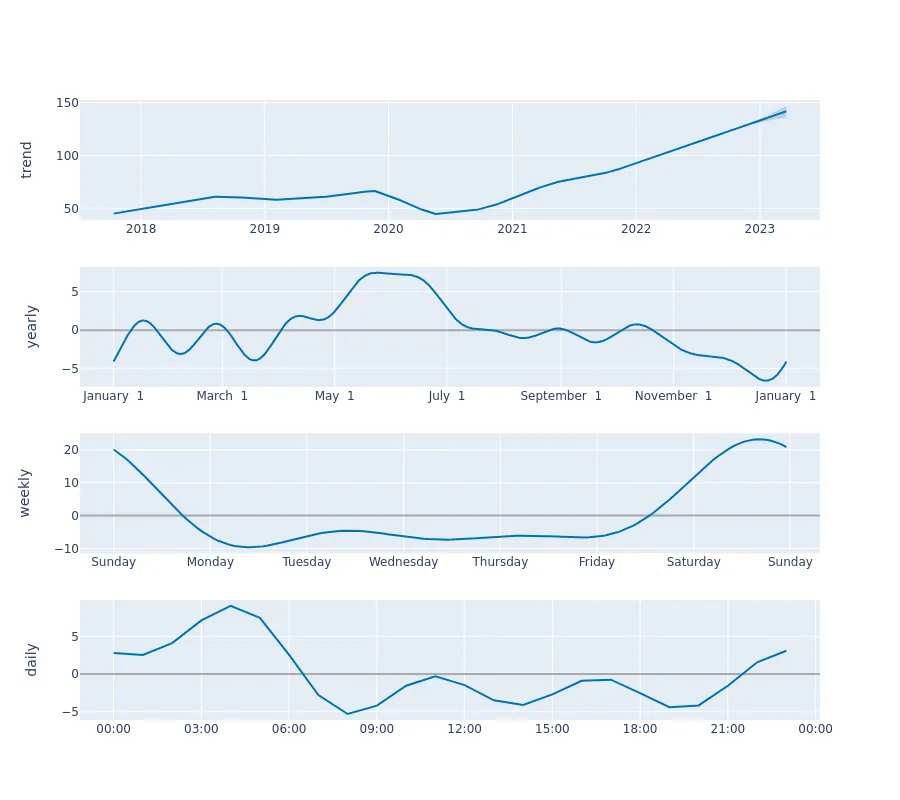 trend
150
100
50
2018 2019 2020 2021 2022 2023
yearly
5
0
−5
January 1 March 1 May 1 July 1 September 1 November 1 January 1
weekly
20
10
0
−10
Sunday Monday Tuesday Wednesday Thursday Friday Saturday Sunday
daily
5
0
−5
00:00 03:00 06:00 09:00 12:00 15:00 18:00 21:00 00:00